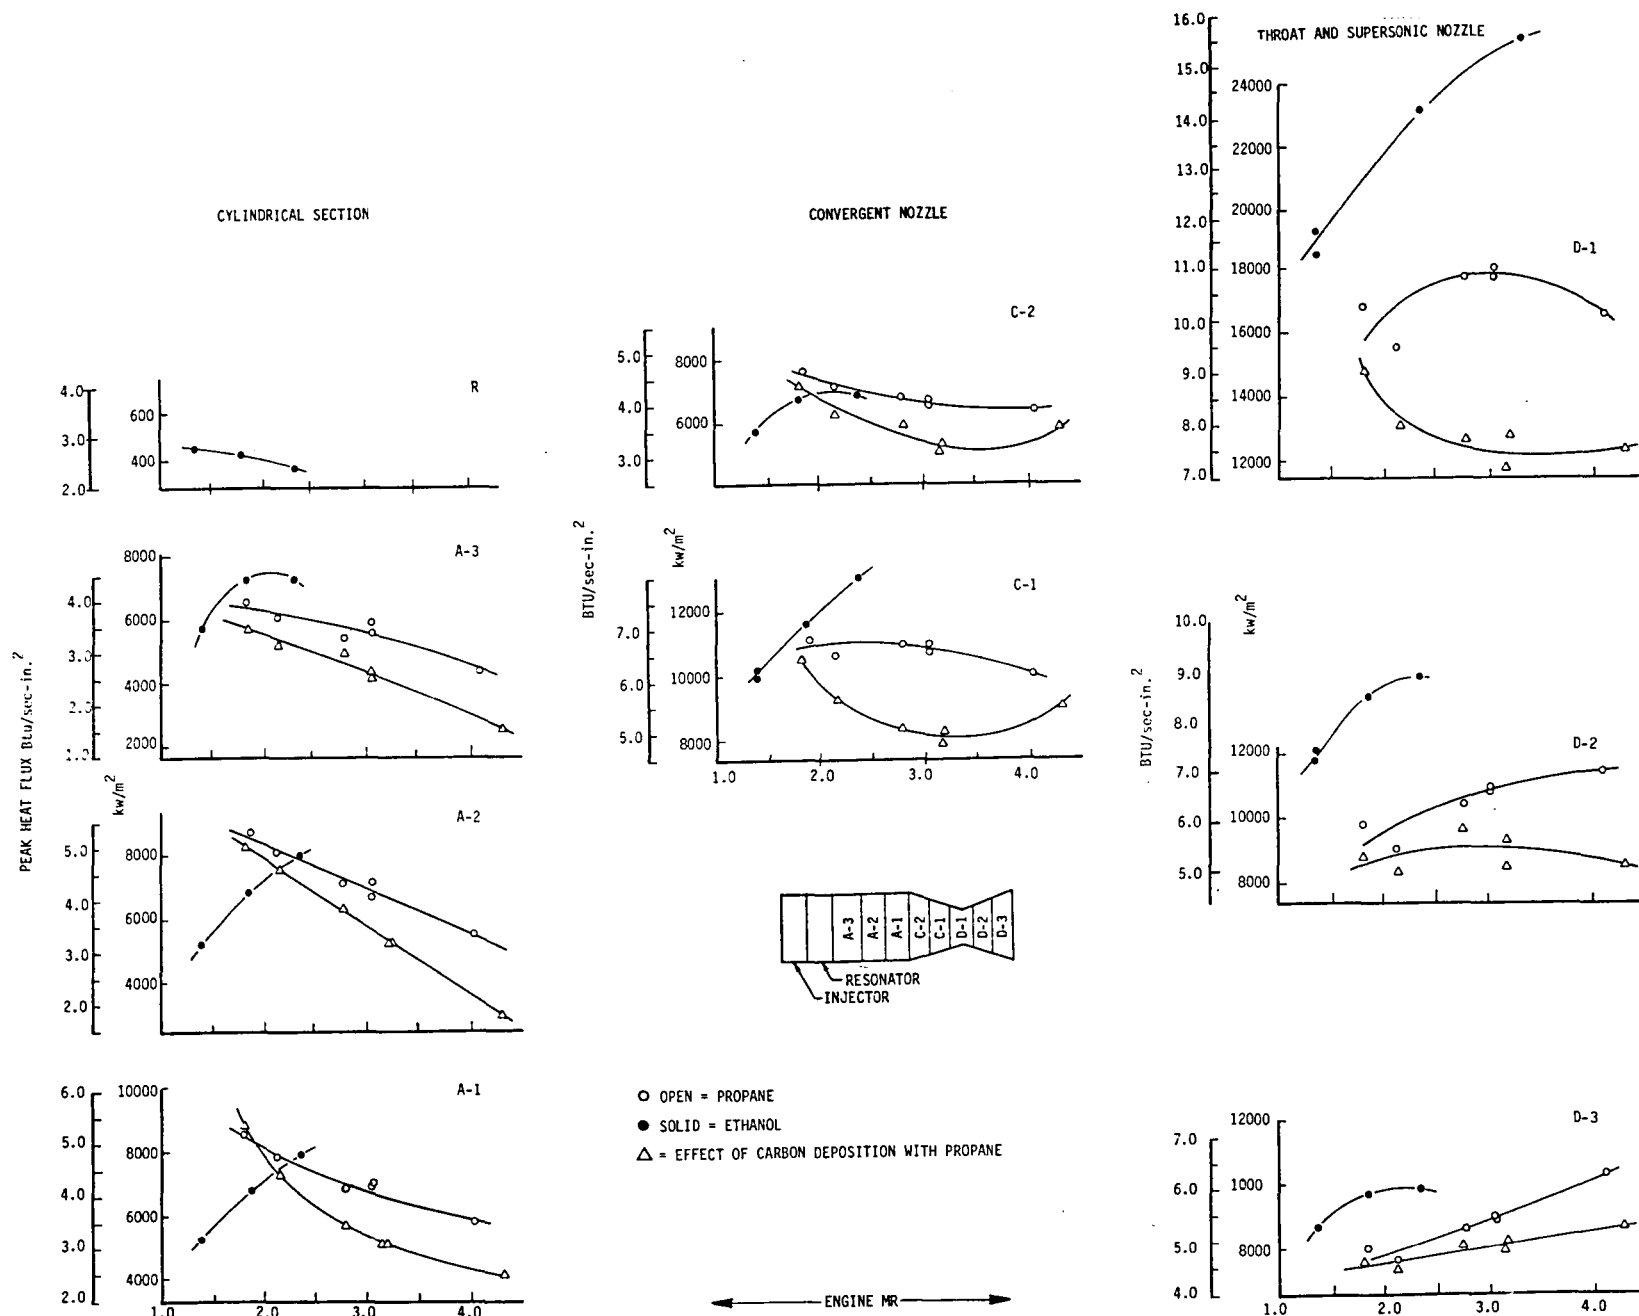 THROAT AND SUPERSONIC NOZZLE
CYLINDRICAL SECTION
CONVERGENT NOZZLE
16.0
15.0
14.0
13.0
12.0
11.0
10.0
9.0
8.0
7.0
24000
22000
20000
18000
16000
14000
12000
D-1
C-2
5.0
4.0
3.0
8000
6000
R
4.0
3.0
2.0
600
400
A-3
4.0
3.0
2.0
8000
6000
4000
2000
BTU/sec-in.2
kw/m2
C-1
7.0
6.0
5.0
12000
10000
8000
1.0
2.0
3.0
4.0
BTU/sec-in.2
kw/m2
D-2
10.0
9.0
8.0
7.0
6.0
5.0
12000
10000
8000
PEAK HEAT FLUX Btu/sec-in.2
kw/m2
A-2
5.0
4.0
3.0
2.0
8000
6000
4000
A-3
A-2
A-1
C-2
C-1
D-1
D-2
D-3
RESONATOR
INJECTOR
A-1
6.0
5.0
4.0
3.0
2.0
10000
8000
6000
4000
1.0
2.0
3.0
4.0
OPEN = PROPANE
SOLID = ETHANOL
= EFFECT OF CARBON DEPOSITION WITH PROPANE
ENGINE MR
D-3
7.0
6.0
5.0
4.0
12000
1000
8000
1.0
2.0
3.0
4.0